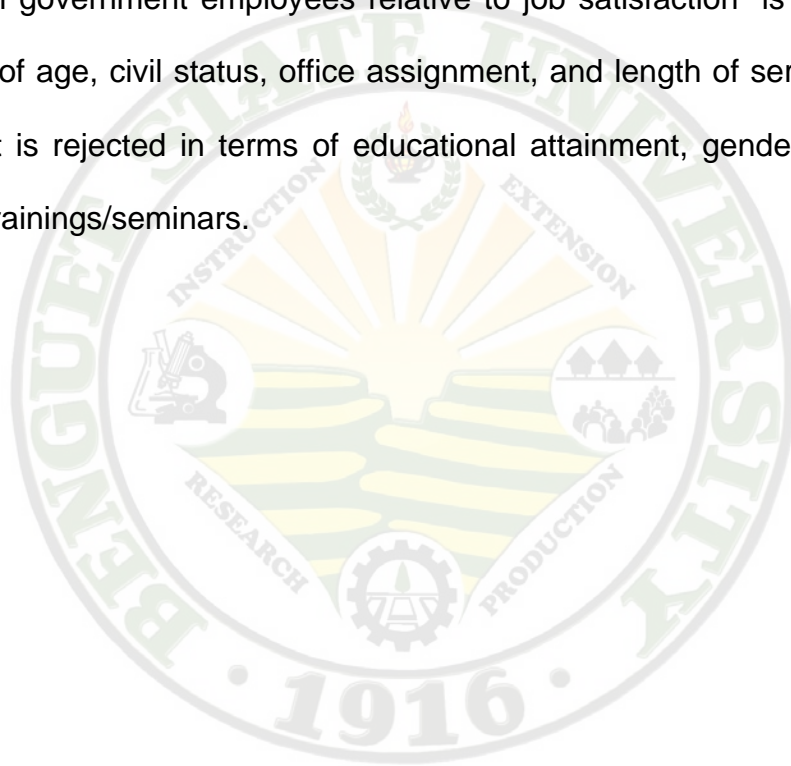 government employees relative to job satisfaction is
of age, civil status, office assignment, and length of ser
is rejected in terms of educational attainment, gende
rainings/seminars.
BENGUET STATE UNIVERSITY
INSTRUCTION
EXTENSION
RESEARCH
PRODUCTION
· 1916 ·